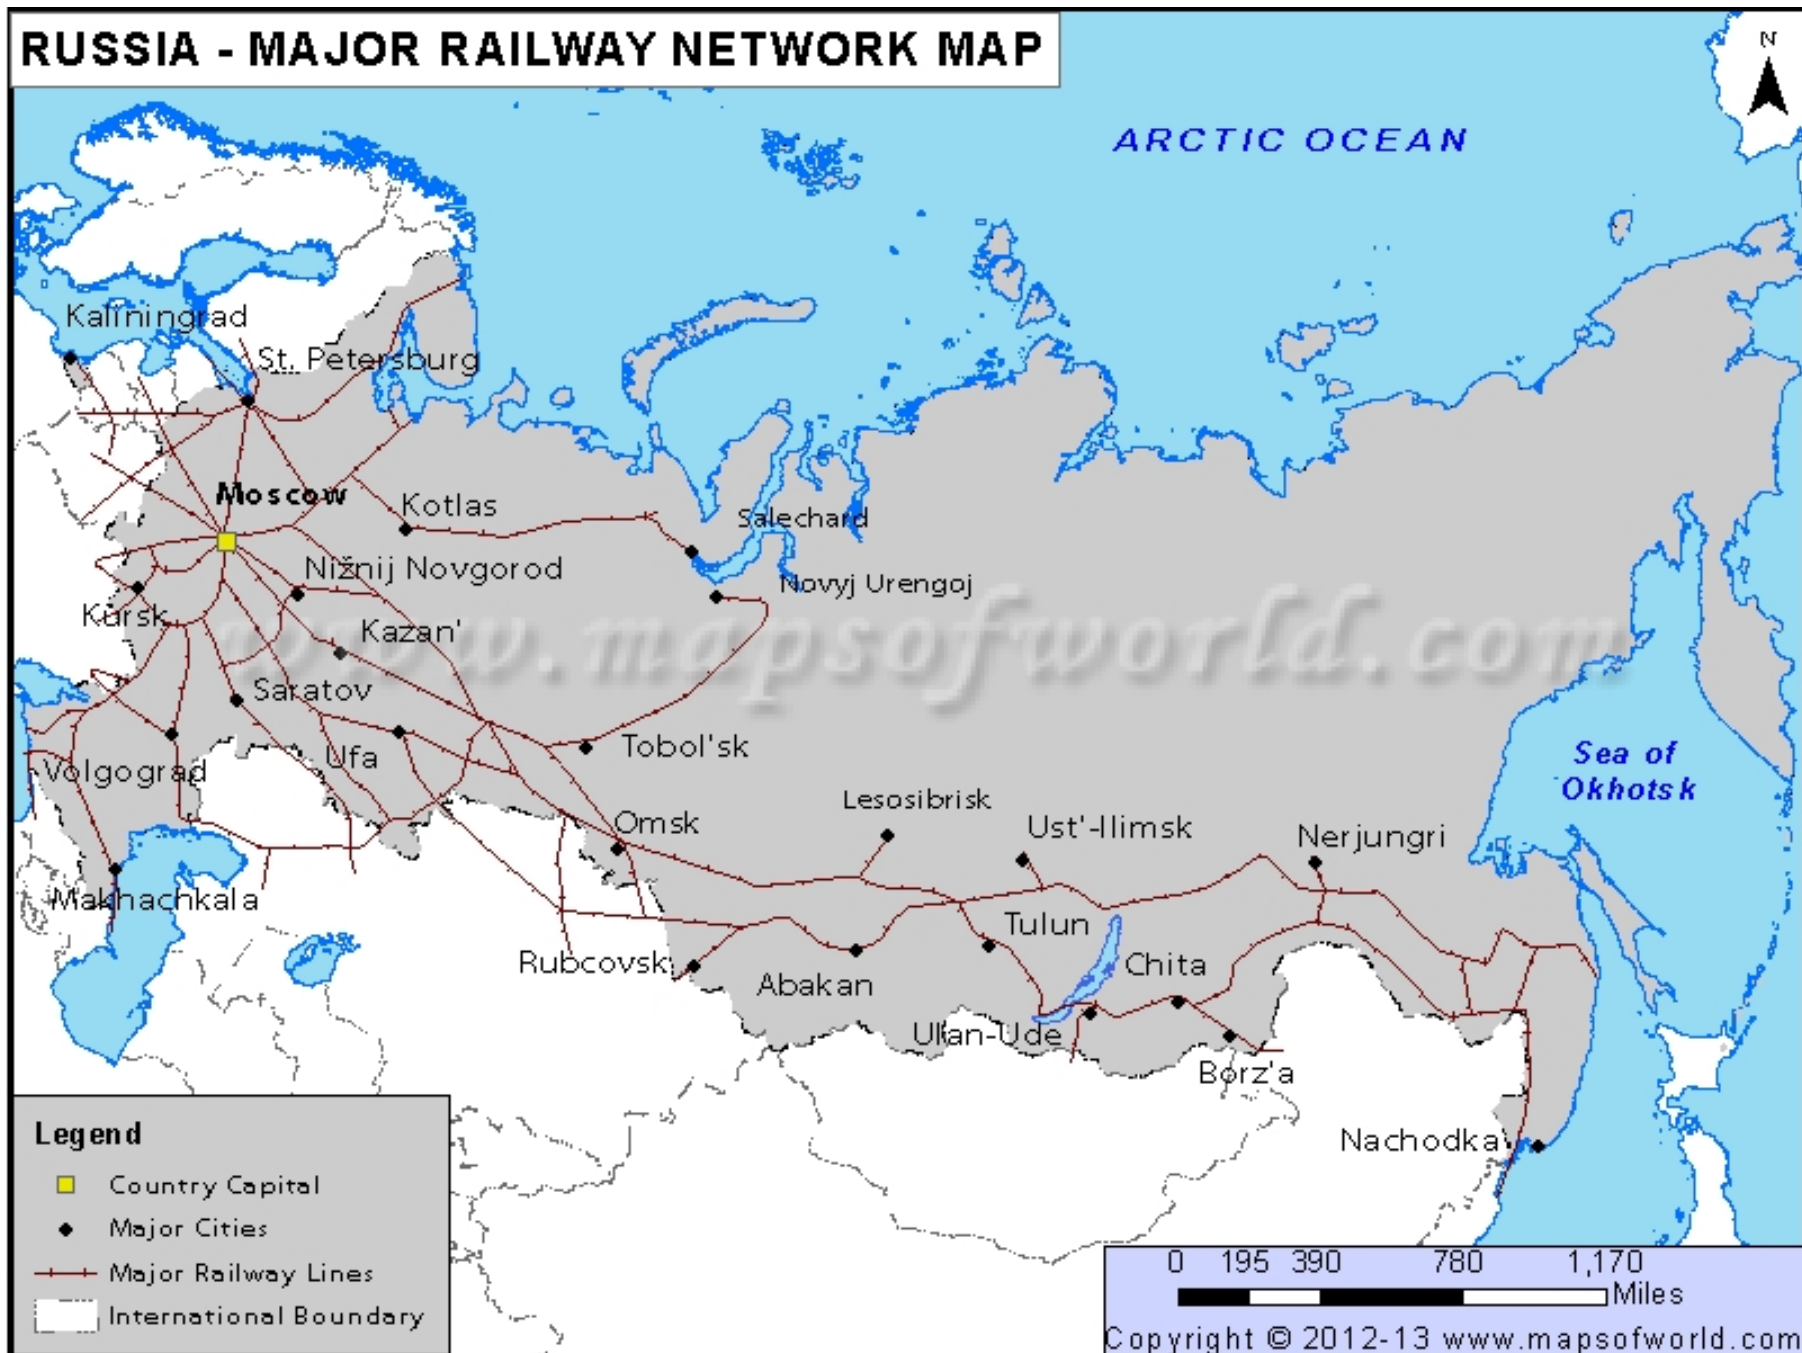 RUSSIA - MAJOR RAILWAY NETWORK MAP
N
ARCTIC OCEAN
Kaliningrad
St. Petersburg
Moscow
Kotlas
Salechard
Nižnij Novgorod
Novyj Urengoj
Kursk
Kazan'
www.mapsofworld.com
Saratov
Ufa
Tobol'sk
Volgograd
Sea of
Okhotsk
Omsk
Lesosibrisk
Ust'-Ilimsk
Nerjungri
Makhachkala
Tulun
Rubcovsk
Abakan
Chita
Ulan-Ude
Borz'a
Nachodka
Legend
Country Capital
Major Cities
Major Railway Lines
International Boundary
0 195 390 780 1,170
Miles
Copyright © 2012-13 www.mapsofworld.com